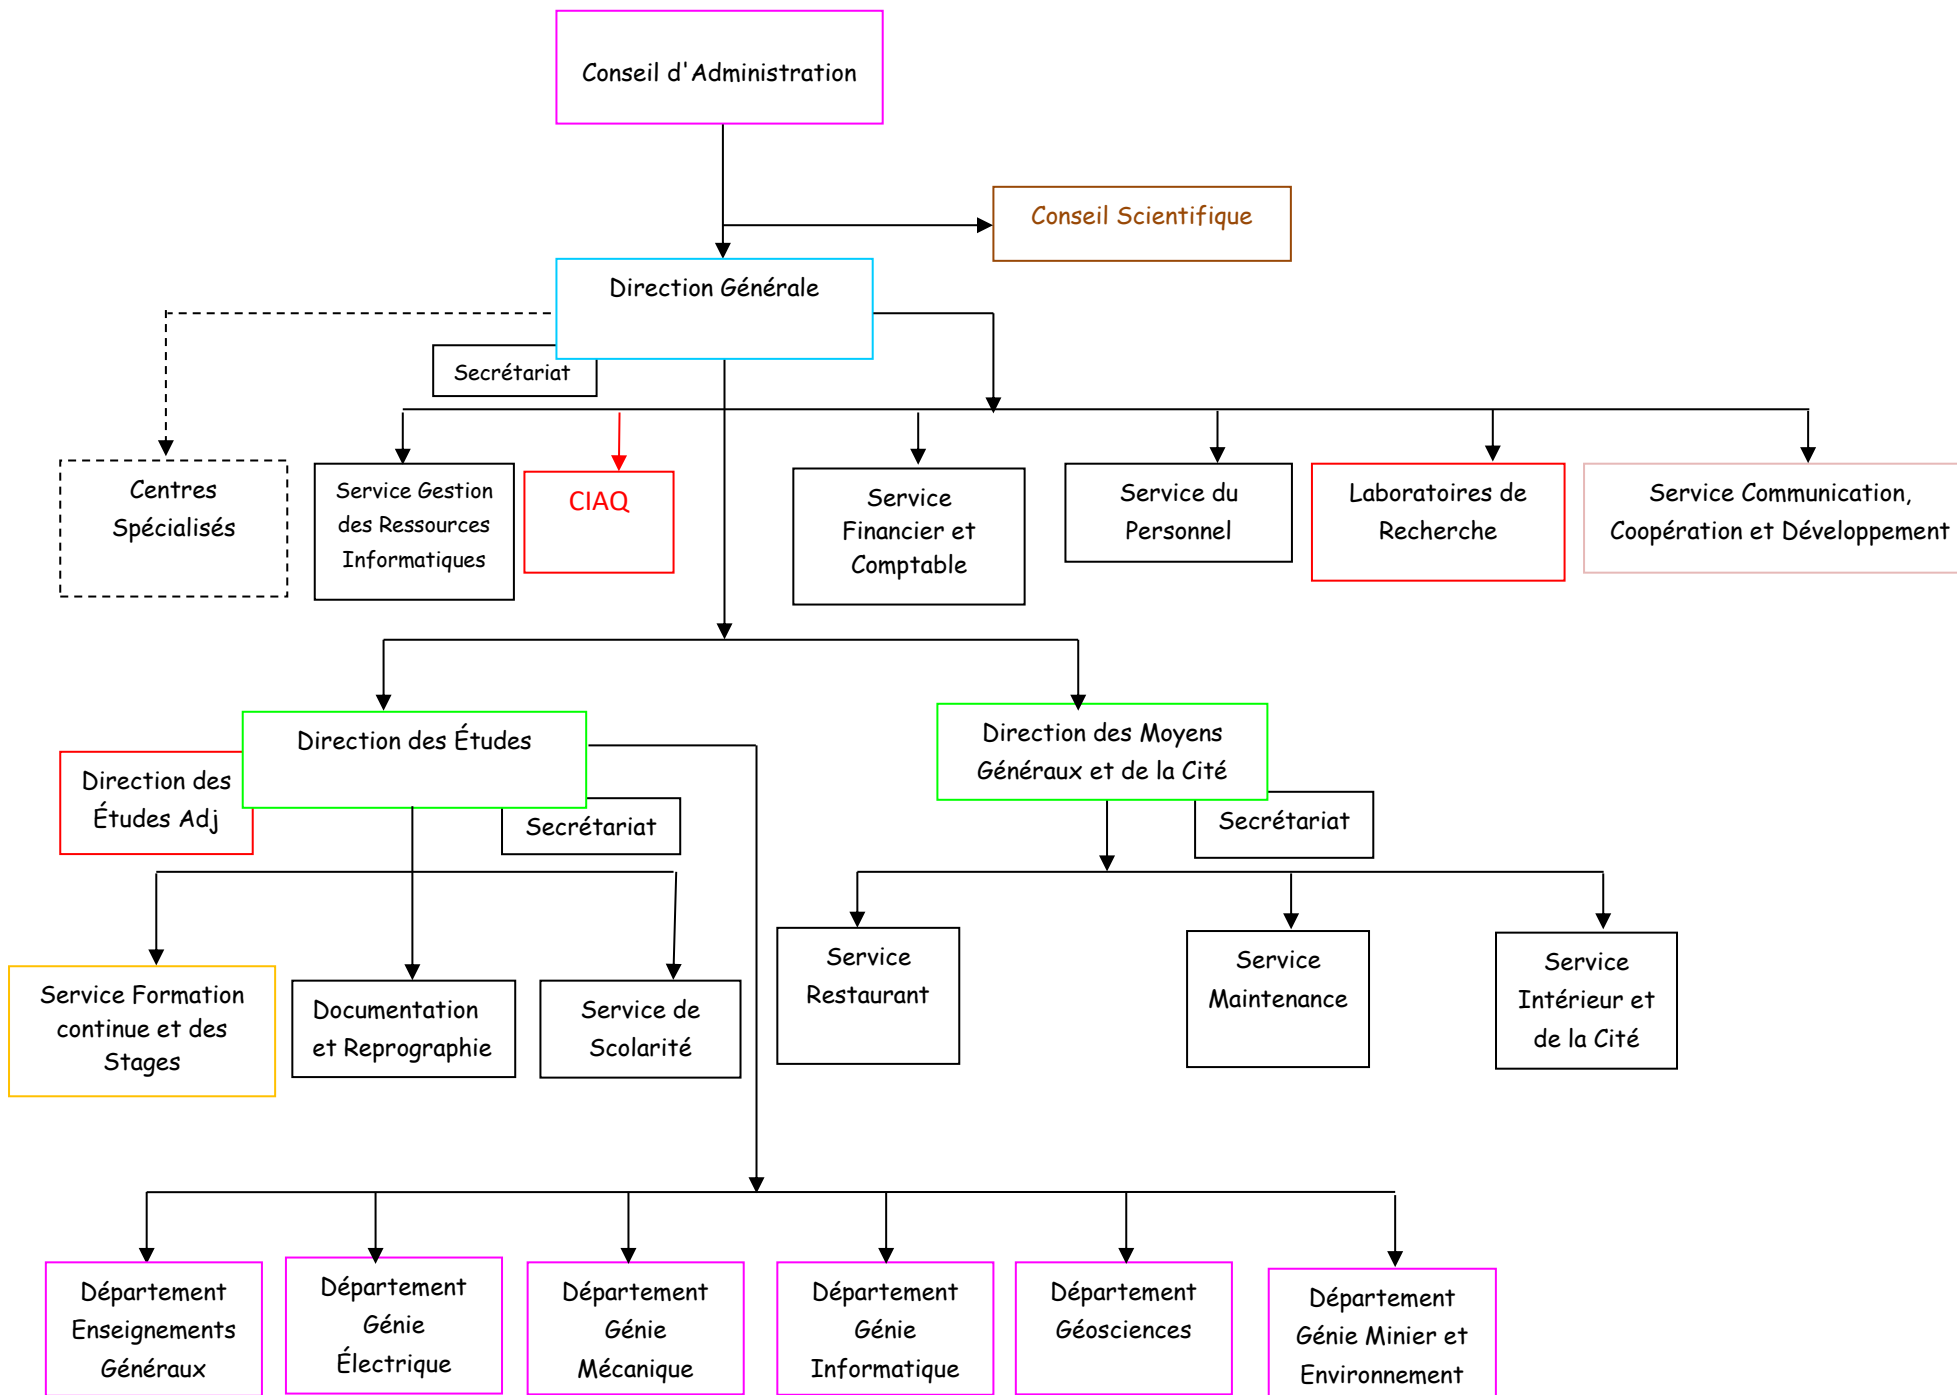 Conseil d'Administration
Conseil Scientifique
Direction Générale
Secrétariat
Centres
Spécialisés
Service Gestion
des Ressources
Informatiques
CIAQ
Service
Financier et
Comptable
Service du
Personnel
Laboratoires de
Recherche
Service Communication,
Coopération et Développement
Direction des Études
Direction des
Études Adj
Secrétariat
Direction des Moyens
Généraux et de la Cité
Secrétariat
Service Formation
continue et des
Stages
Documentation
et Reprographie
Service de
Scolarité
Service
Restaurant
Service
Maintenance
Service
Intérieur et
de la Cité
Département
Enseignements
Généraux
Département
Génie
Électrique
Département
Génie
Mécanique
Département
Génie
Informatique
Département
Géosciences
Département
Génie Minier et
Environnement